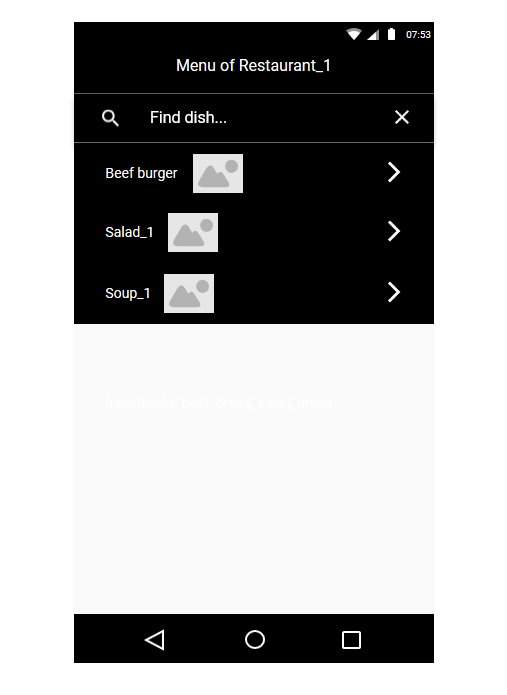 07:53
Menu of Restaurant_1
Find dish...
Beef burger
Salad_1
Soup_1
Ingredients: beef, bread, salad, onion